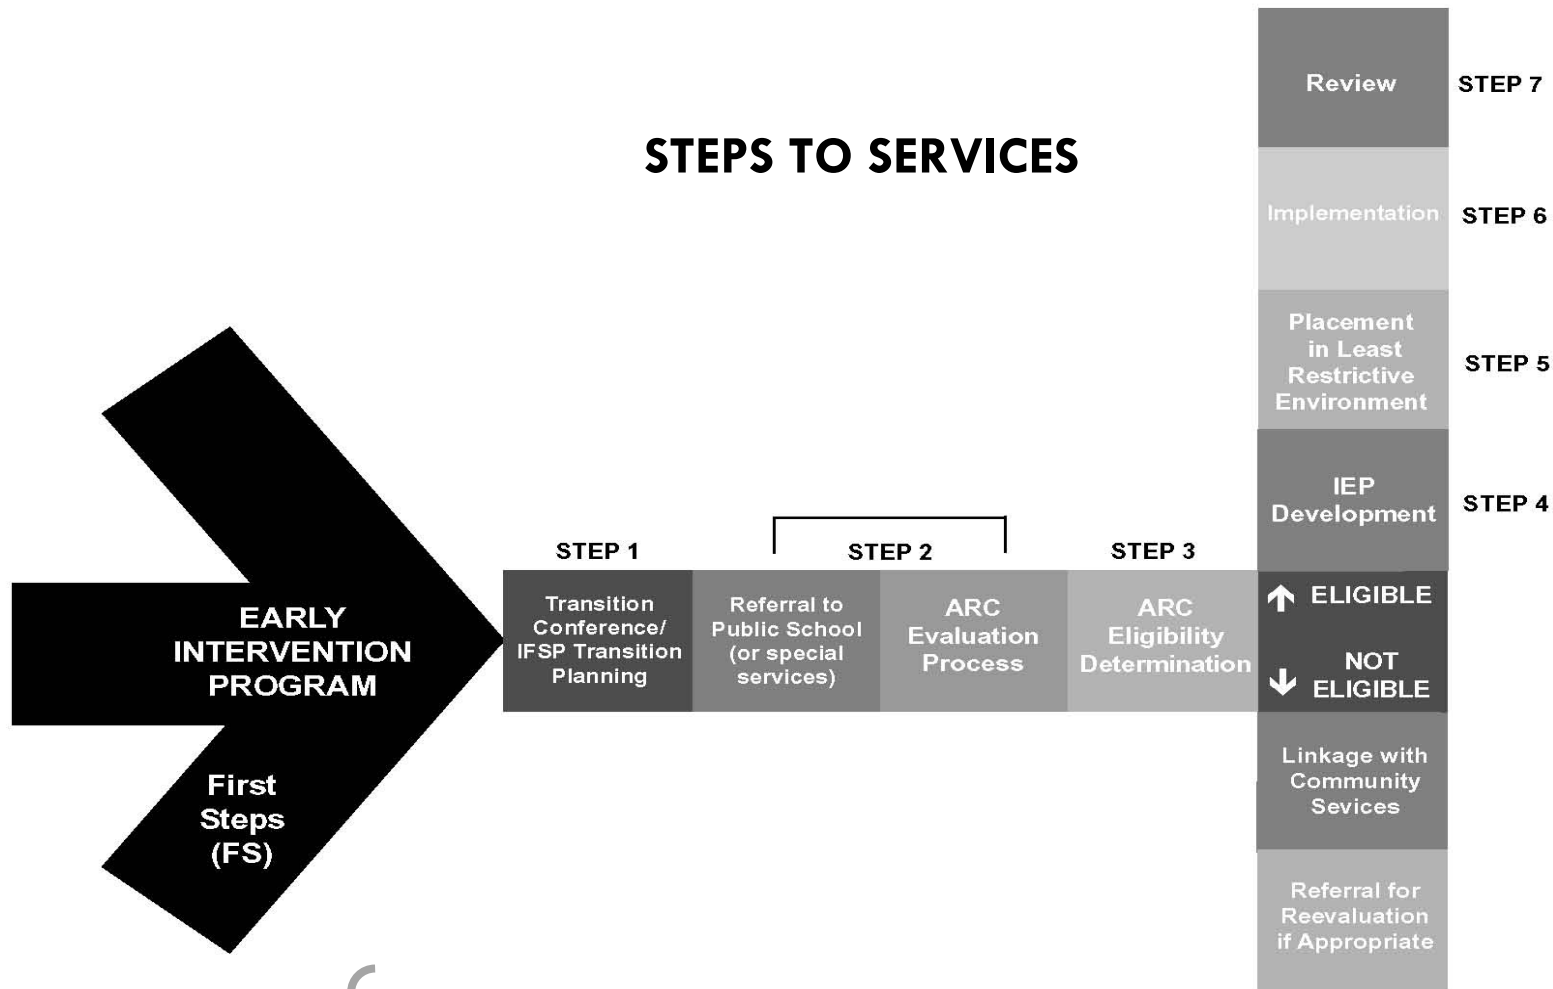 STEPS TO SERVICES
Review
STEP 7
Implementation
STEP 6
Placement
in Least
Restrictive
Environment
STEP 5
IEP
Development
STEP 4
EARLY
INTERVENTION
PROGRAM
First
Steps
(FS)
STEP 1
Transition
Conference/
IFSP Transition
Planning
STEP 2
Referral to
Public School
(or special
services)
ARC
Evaluation
Process
STEP 3
ARC
Eligibility
Determination
↑ ELIGIBLE
↓ NOT
ELIGIBLE
Linkage with
Community
Sevices
Referral for
Reevaluation
if Appropriate